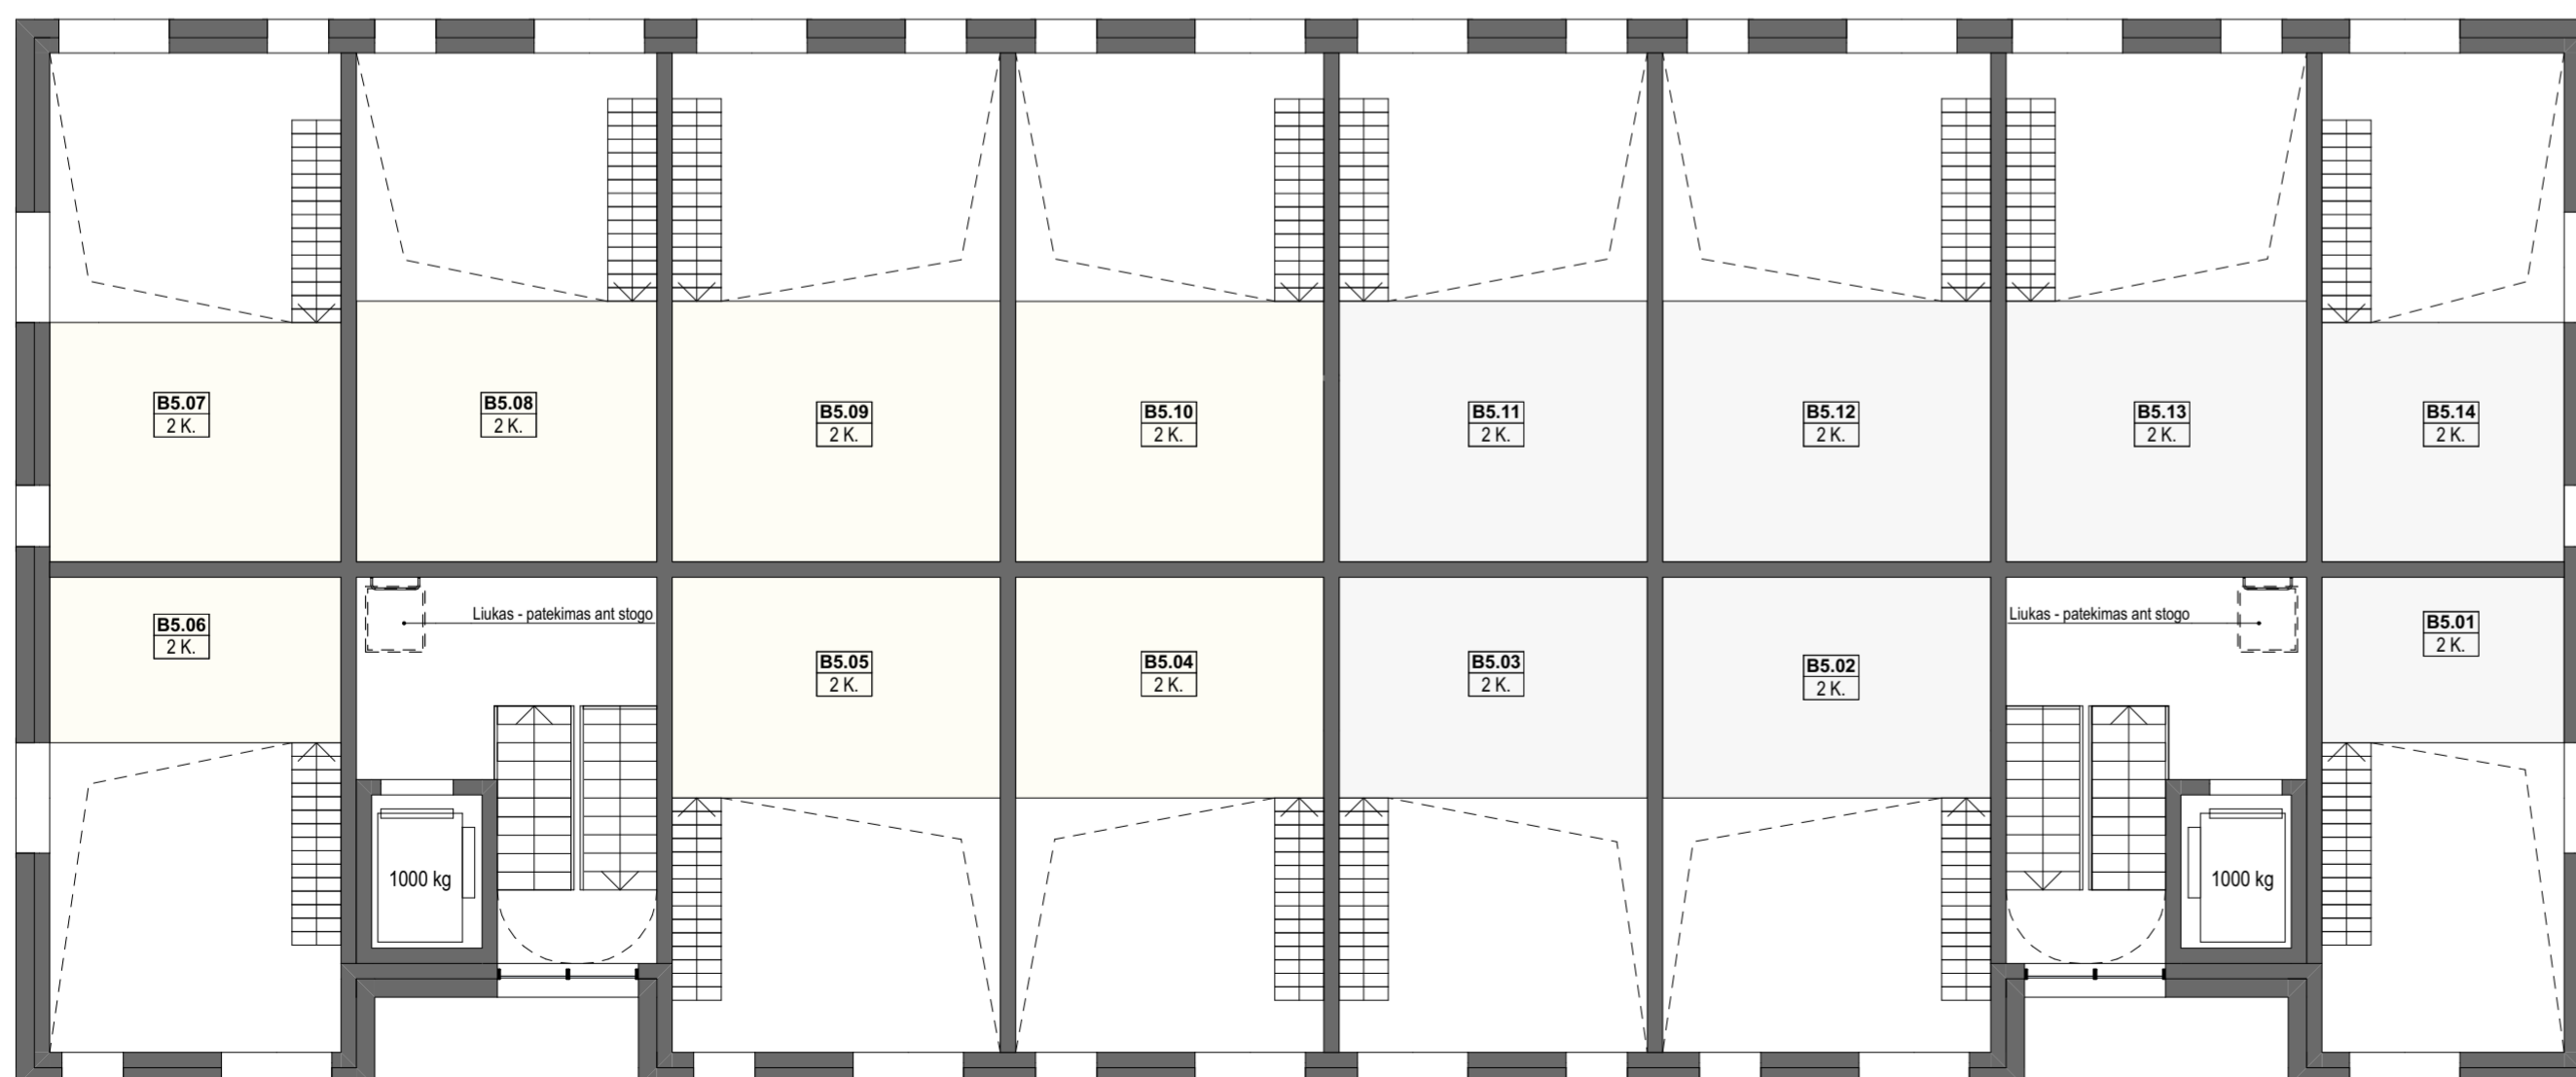 B5.07
2 K.
B5.08
2 K.
B5.09
2 K.
B5.10
2 K.
B5.11
2 K.
B5.12
2 K.
B5.13
2 K.
B5.14
2 K.
B5.06
2 K.
Liukas - patekimas ant stogo
B5.05
2 K.
B5.04
2 K.
B5.03
2 K.
B5.02
2 K.
Liukas - patekimas ant stogo
B5.01
2 K.
1000 kg
1000 kg